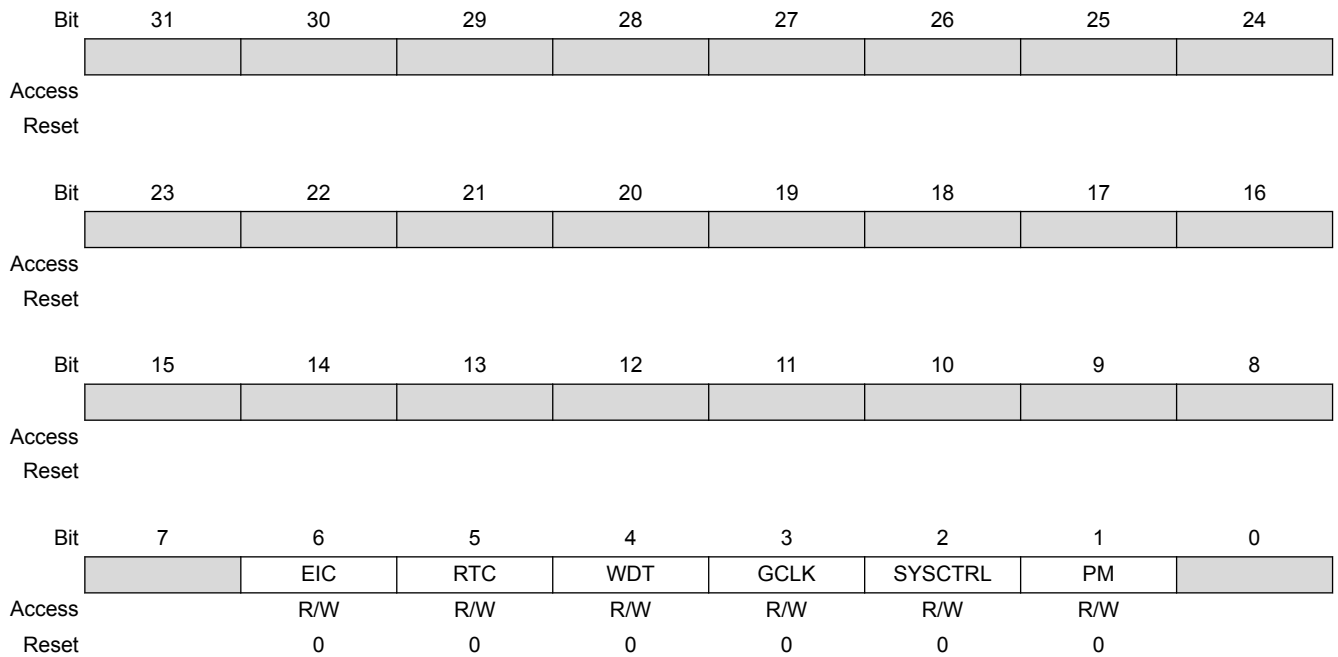 Bit 31 30 29 28 27 26 25 24
Access
Reset
Bit 23 22 21 20 19 18 17 16
Access
Reset
Bit 15 14 13 12 11 10 9 8
Access
Reset
Bit 7 6 5 4 3 2 1 0
EIC RTC WDT GCLK SYSCTRL PM
Access R/W R/W R/W R/W R/W R/W
Reset 0 0 0 0 0 0